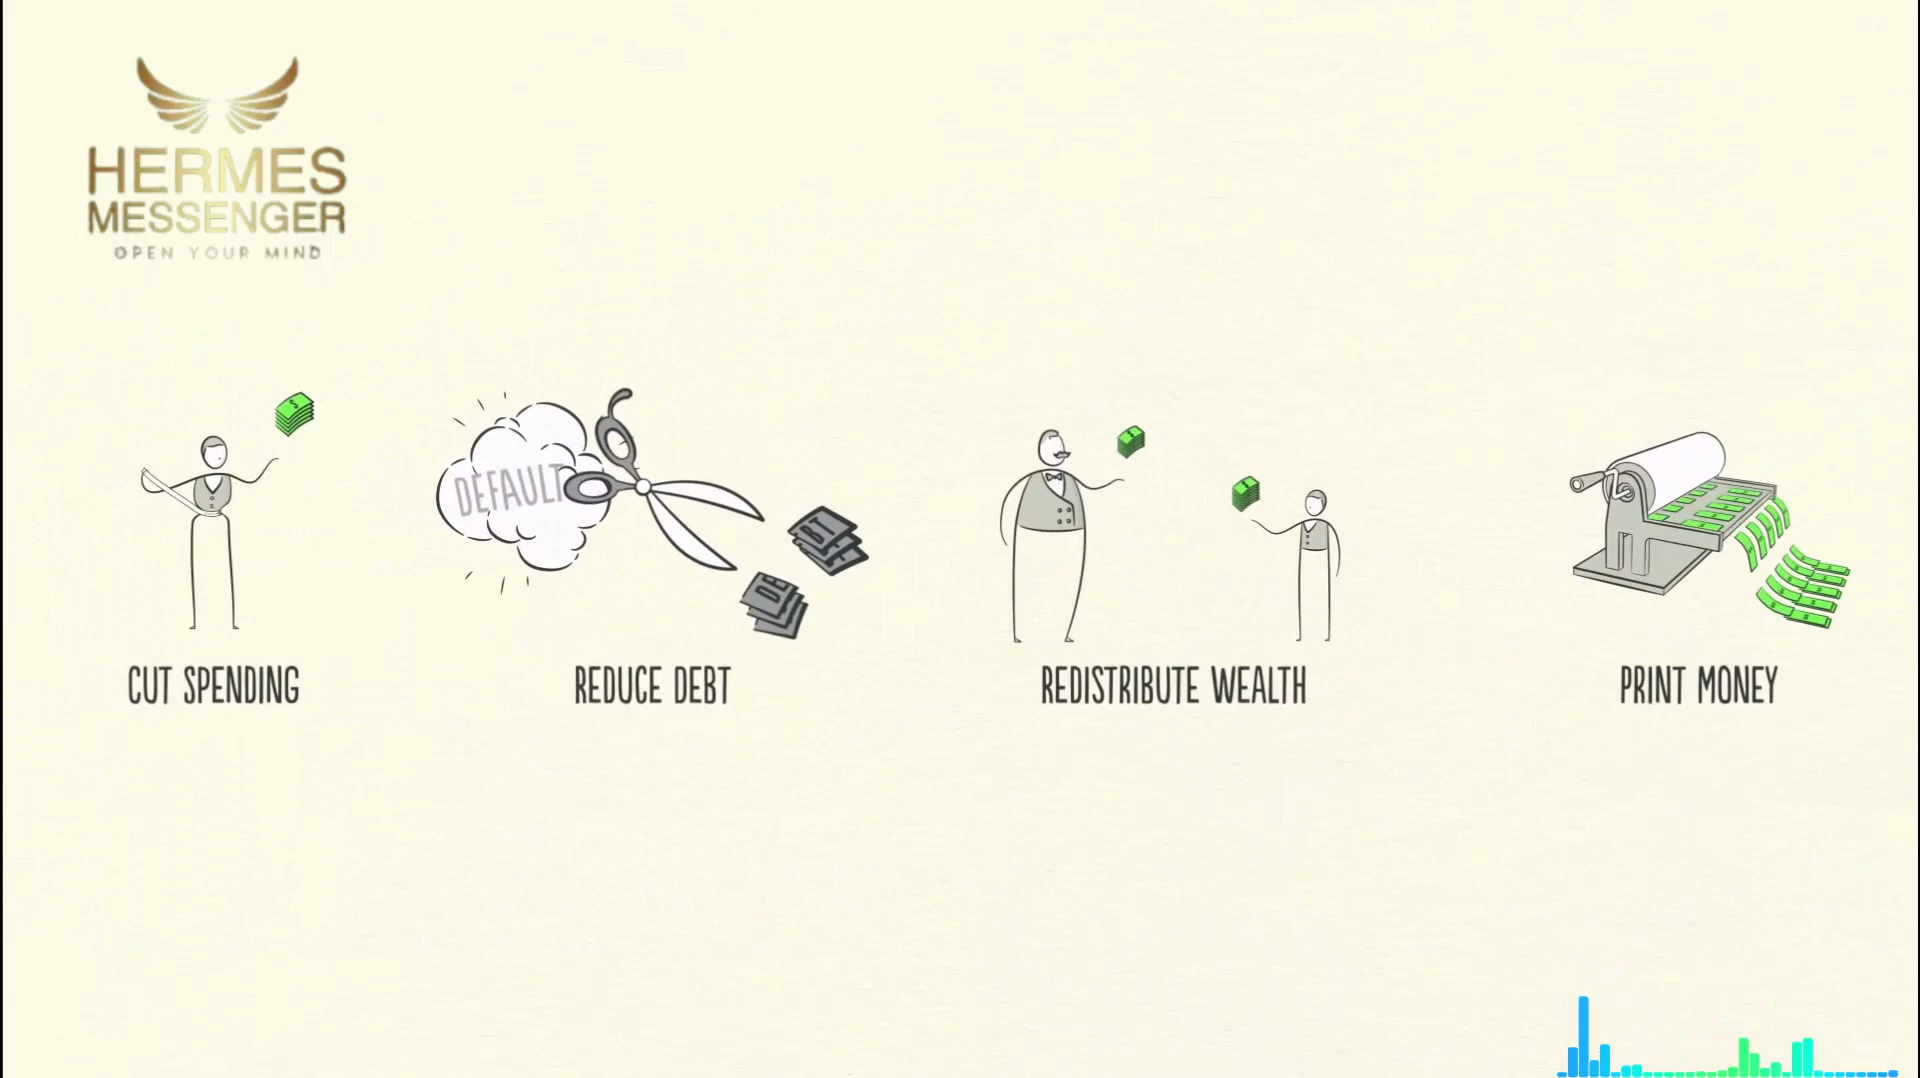 HERMES
MESSENGER
OPEN YOUR MIND
DEFAULT
CUT SPENDING
REDUCE DEBT
REDISTRIBUTE WEALTH
PRINT MONEY